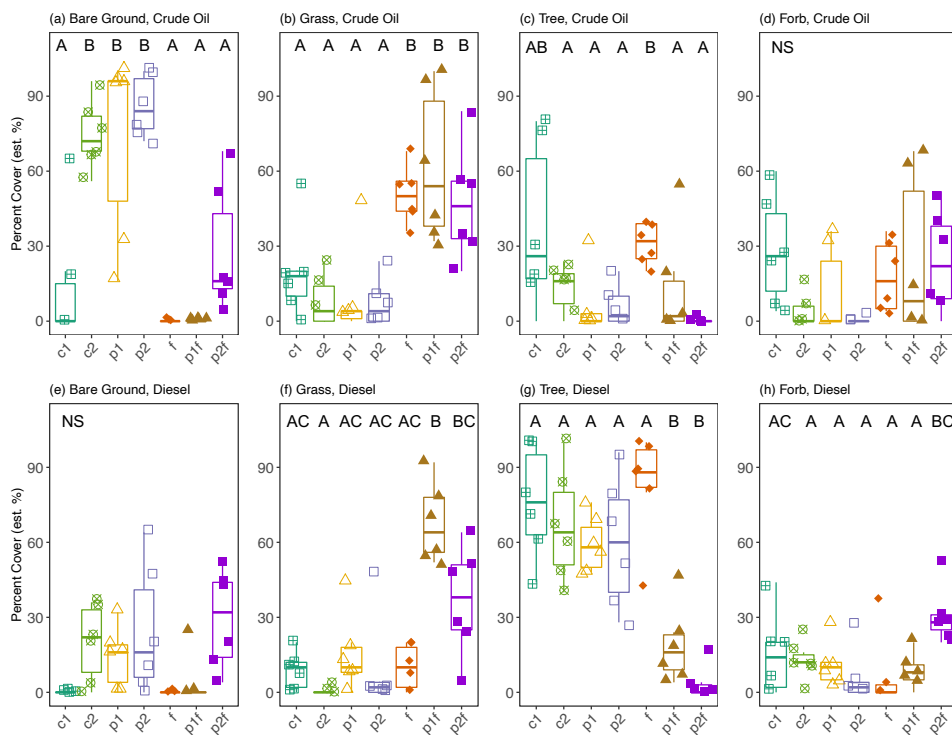 (a) Bare Ground, Crude Oil
(b) Grass, Crude Oil
(c) Tree, Crude Oil
(d) Forb, Crude Oil
A B B B A A A
A A A A B B B
AB A A A B A A
NS
Percent Cover (est. %)
90
60
30
0
90
60
30
0
90
60
30
0
90
60
30
0
c1 c2 p1 p2 f p1f p2f
c1 c2 p1 p2 f p1f p2f
c1 c2 p1 p2 f p1f p2f
c1 c2 p1 p2 f p1f p2f
(e) Bare Ground, Diesel
(f) Grass, Diesel
(g) Tree, Diesel
(h) Forb, Diesel
NS
AC A AC AC AC B BC
A A A A A B B
AC A A A A A BC
Percent Cover (est. %)
90
60
30
0
90
60
30
0
90
60
30
0
90
60
30
0
c1 c2 p1 p2 f p1f p2f
c1 c2 p1 p2 f p1f p2f
c1 c2 p1 p2 f p1f p2f
c1 c2 p1 p2 f p1f p2f